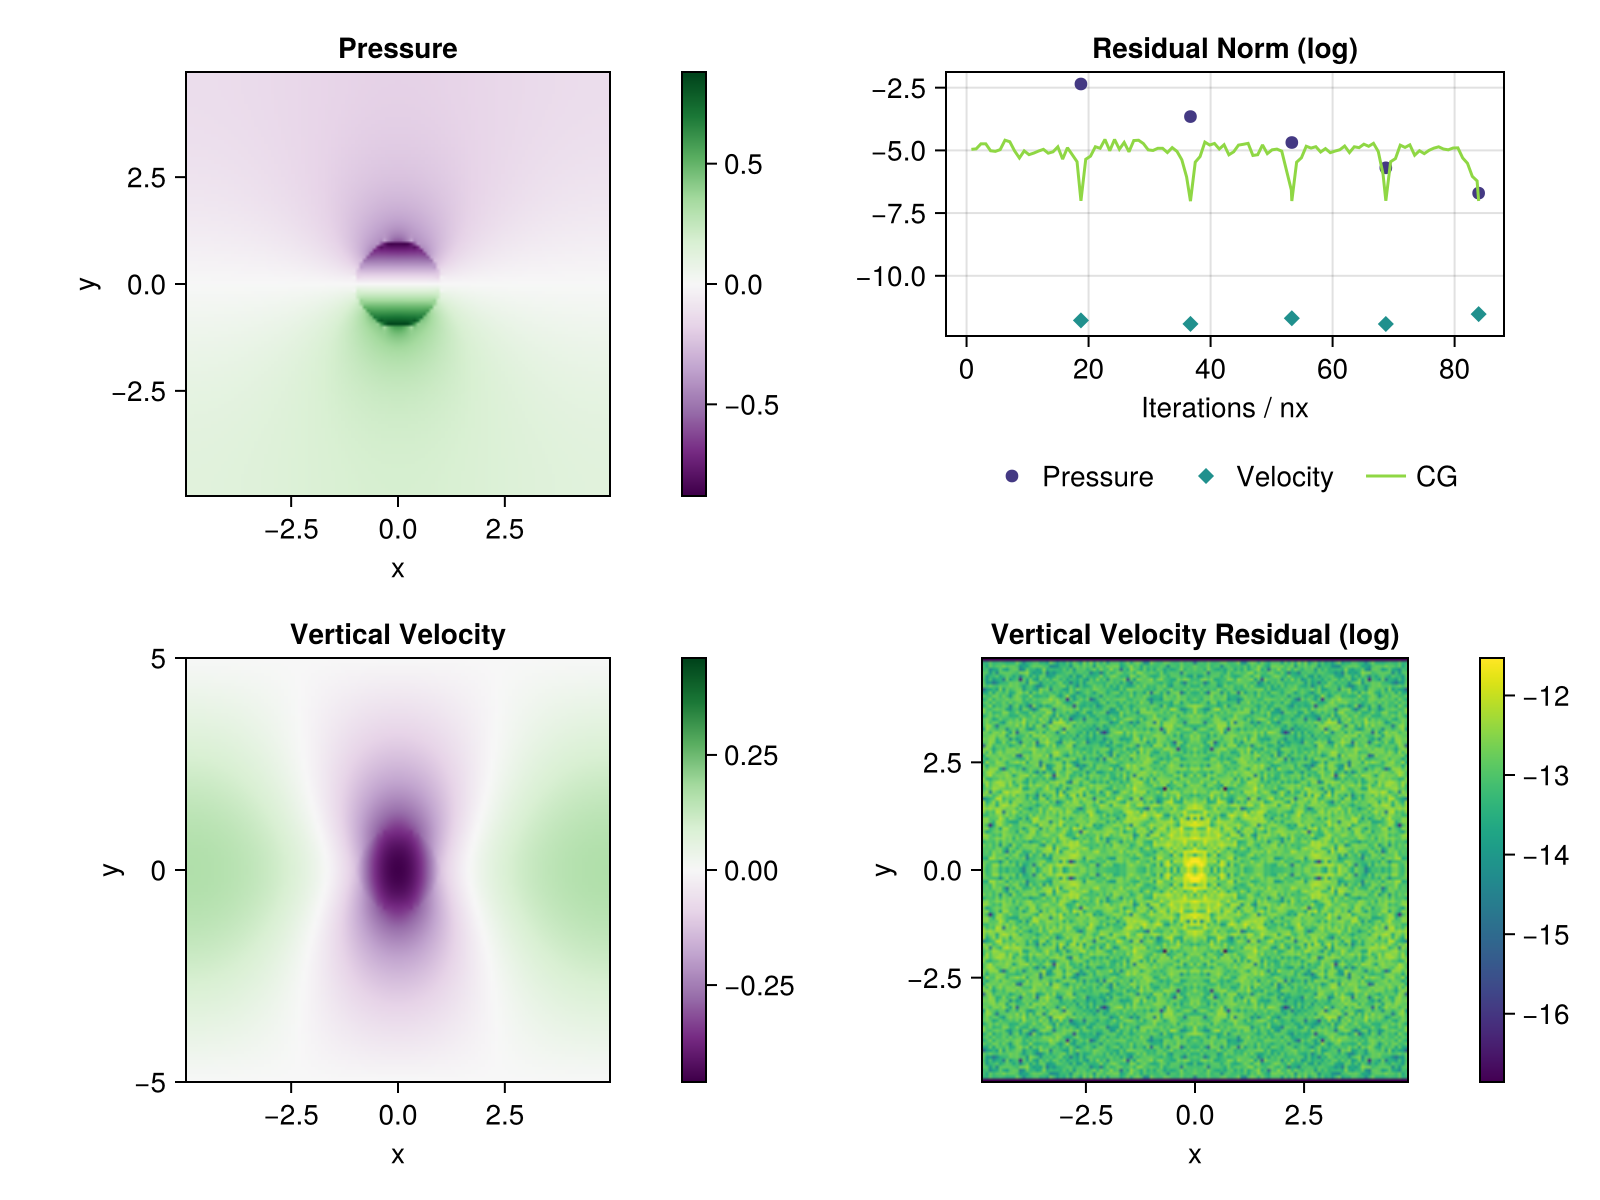 Pressure
2.5
0.0
−2.5
y
−2.5 0.0 2.5
x
0.5
0.0
−0.5
Residual Norm (log)
−2.5
−5.0
−7.5
−10.0
0 20 40 60 80
Iterations / nx
Pressure Velocity CG
Vertical Velocity
5
0
−5
y
−2.5 0.0 2.5
x
0.25
0.00
−0.25
Vertical Velocity Residual (log)
2.5
0.0
−2.5
y
−2.5 0.0 2.5
x
−12
−13
−14
−15
−16